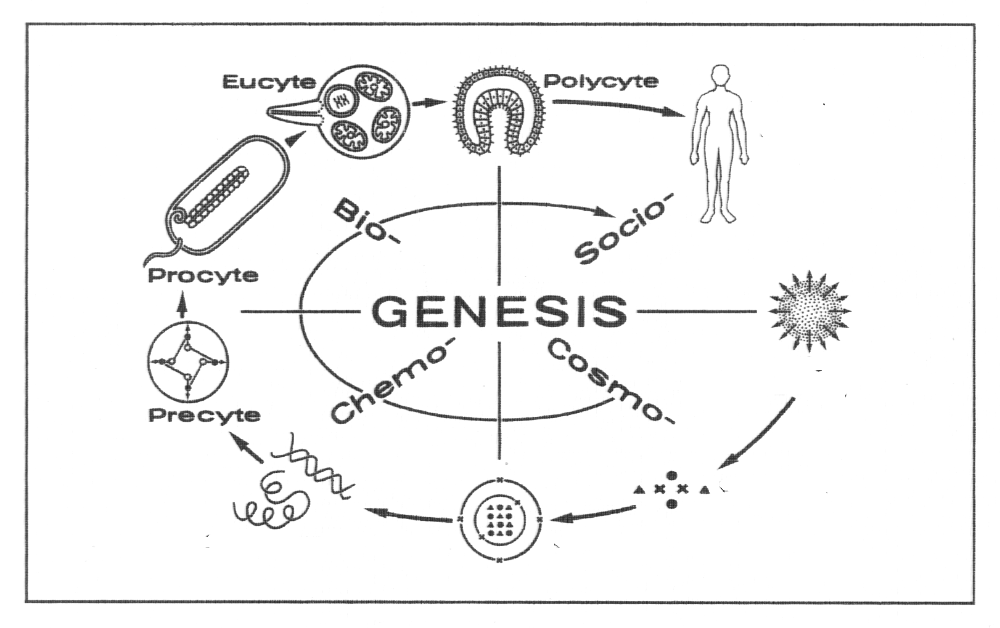 Eucyte
Polycyte
Bio-
Socio-
Procyte
GENESIS
Chemo-
Cosmo-
Precyte